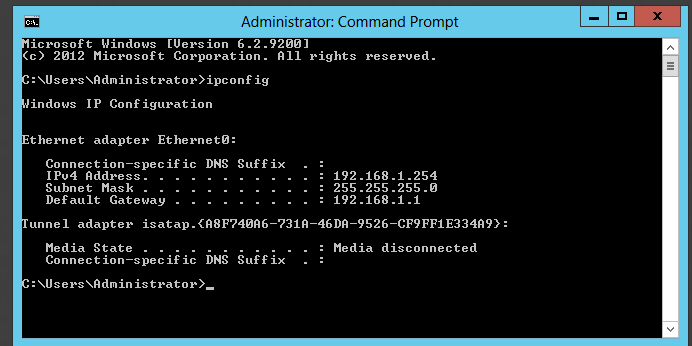 Administrator: Command Prompt
Microsoft Windows [Version 6.2.9200]
(c) 2012 Microsoft Corporation. All rights reserved.
C:\Users\Administrator>ipconfig
Windows IP Configuration
Ethernet adapter Ethernet0:
Connection-specific DNS Suffix  . :
IPv4 Address. . . . . . . . . . . : 192.168.1.254
Subnet Mask . . . . . . . . . . . : 255.255.255.0
Default Gateway . . . . . . . . . : 192.168.1.1
Tunnel adapter isatap.{A8F740A6-731A-46DA-9526-CF9FF1E334A9}:
Media State . . . . . . . . . . . : Media disconnected
Connection-specific DNS Suffix  . :
C:\Users\Administrator>_